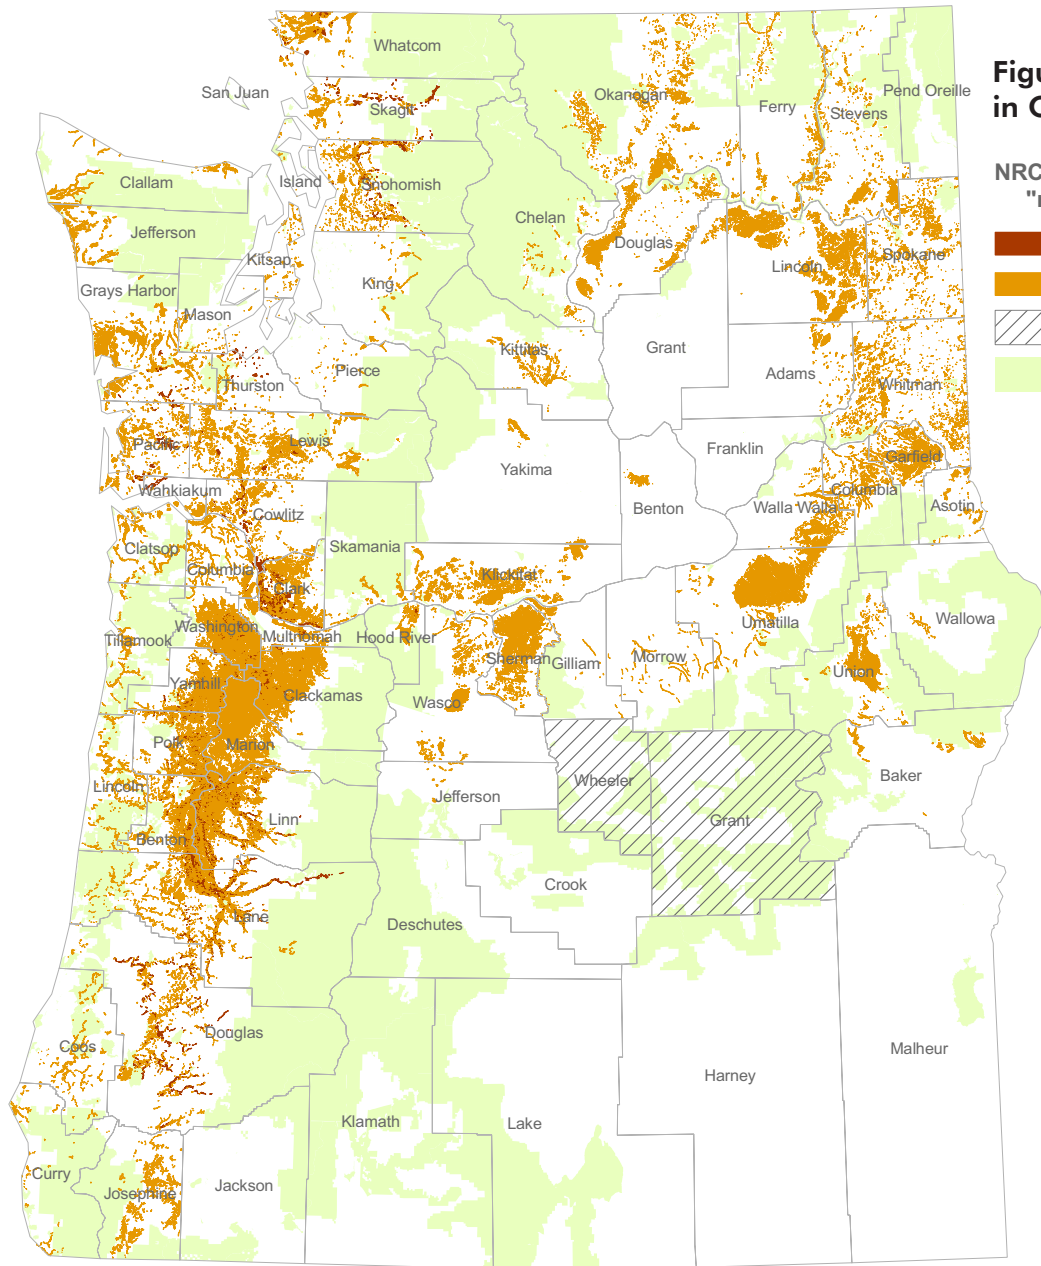 Whatcom
San Juan
Skagit
Okanogan
Ferry
Stevens
Pend Oreille
Figu
in O
NRC
"r
Clallam
Island
Snohomish
Chelan
Jefferson
Kitsap
King
Douglas
Lincoln
Spokane
Grays Harbor
Mason
Kittitas
Grant
Adams
Whitman
Thurston
Pierce
Pacific
Lewis
Yakima
Franklin
Garfield
Wahkiakum
Cowlitz
Benton
Walla Walla
Columbia
Asotin
Clatsop
Columbia
Skamania
Clark
Klickitat
Tillamook
Washington
Multnomah
Hood River
Sherman
Gilliam
Morrow
Umatilla
Wallowa
Union
Yamhill
Clackamas
Wasco
Polk
Marion
Lincoln
Linn
Jefferson
Wheeler
Grant
Baker
Benton
Crook
Lane
Deschutes
Coos
Douglas
Harney
Malheur
Klamath
Lake
Curry
Josephine
Jackson